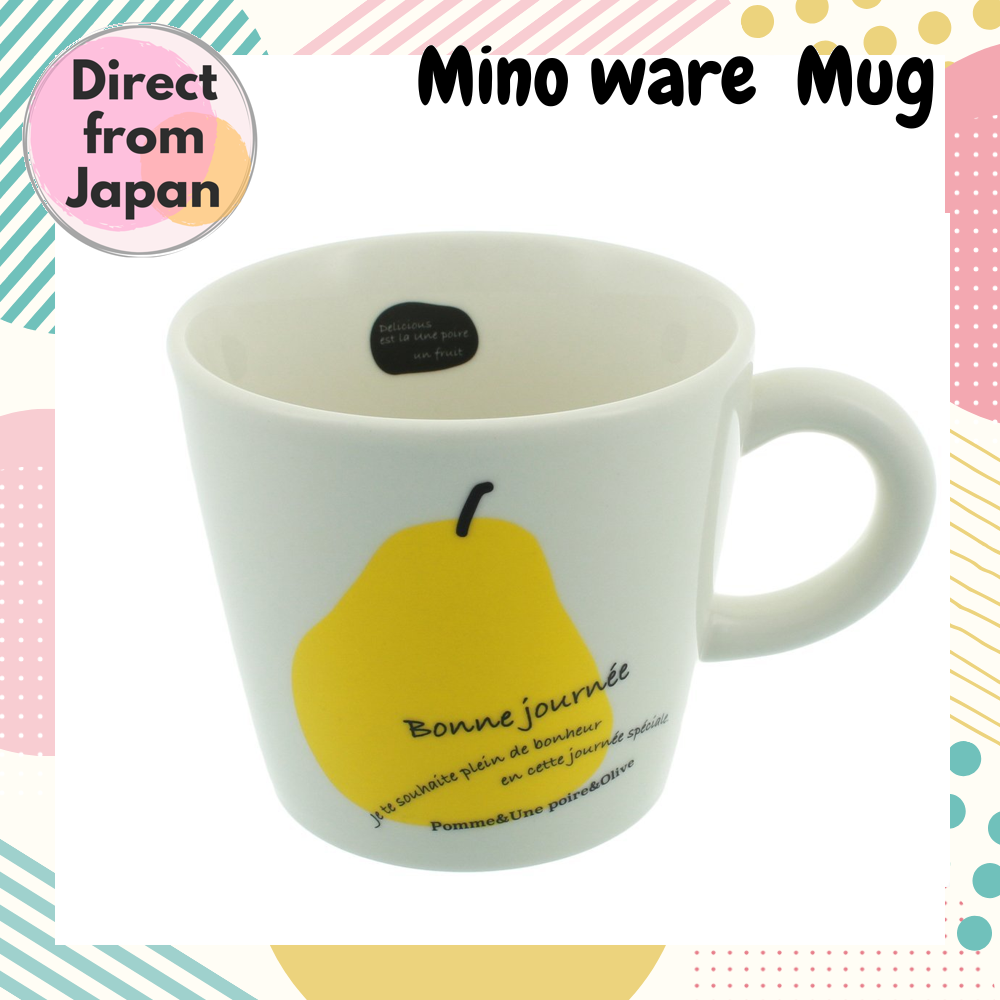 Direct
from
Japan
Mino ware Mug
Delicious
est la une poire
un fruit
Bonne journée
je te souhaite plein de bonheur
en cette journée spéciale
Pomme&Une poire&Olive